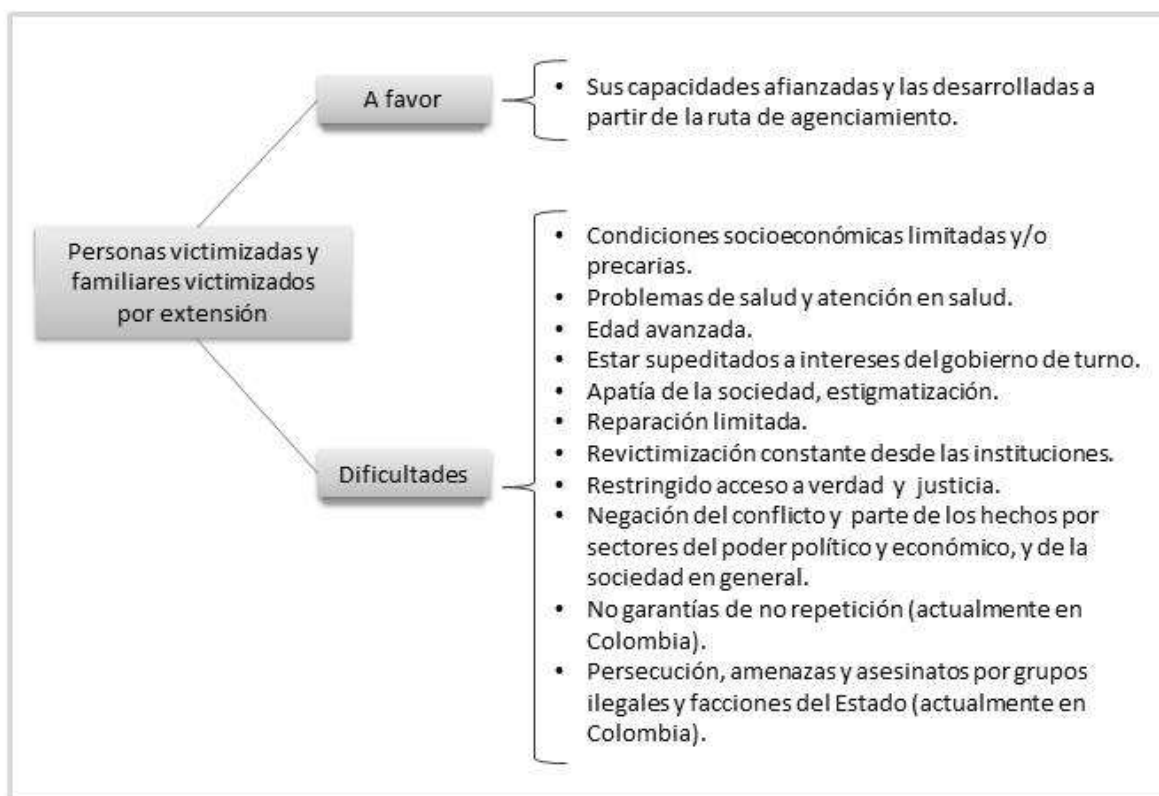 A favor
• Sus capacidades afianzadas y las desarrolladas a
partir de la ruta de agenciamiento.
Personas victimizadas y
familiares victimizados
por extensión
Dificultades
• Condiciones socioeconómicas limitadas y/o
precarias.
• Problemas de salud y atención en salud.
• Edad avanzada.
• Estar supeditados a intereses del gobierno de turno.
• Apatía de la sociedad, estigmatización.
• Reparación limitada.
• Revictimización constante desde las instituciones.
• Restringido acceso a verdad y justicia.
• Negación del conflicto y parte de los hechos por
sectores del poder político y económico, y de la
sociedad en general.
• No garantías de no repetición (actualmente en
Colombia).
• Persecución, amenazas y asesinatos por grupos
ilegales y facciones del Estado (actualmente en
Colombia).